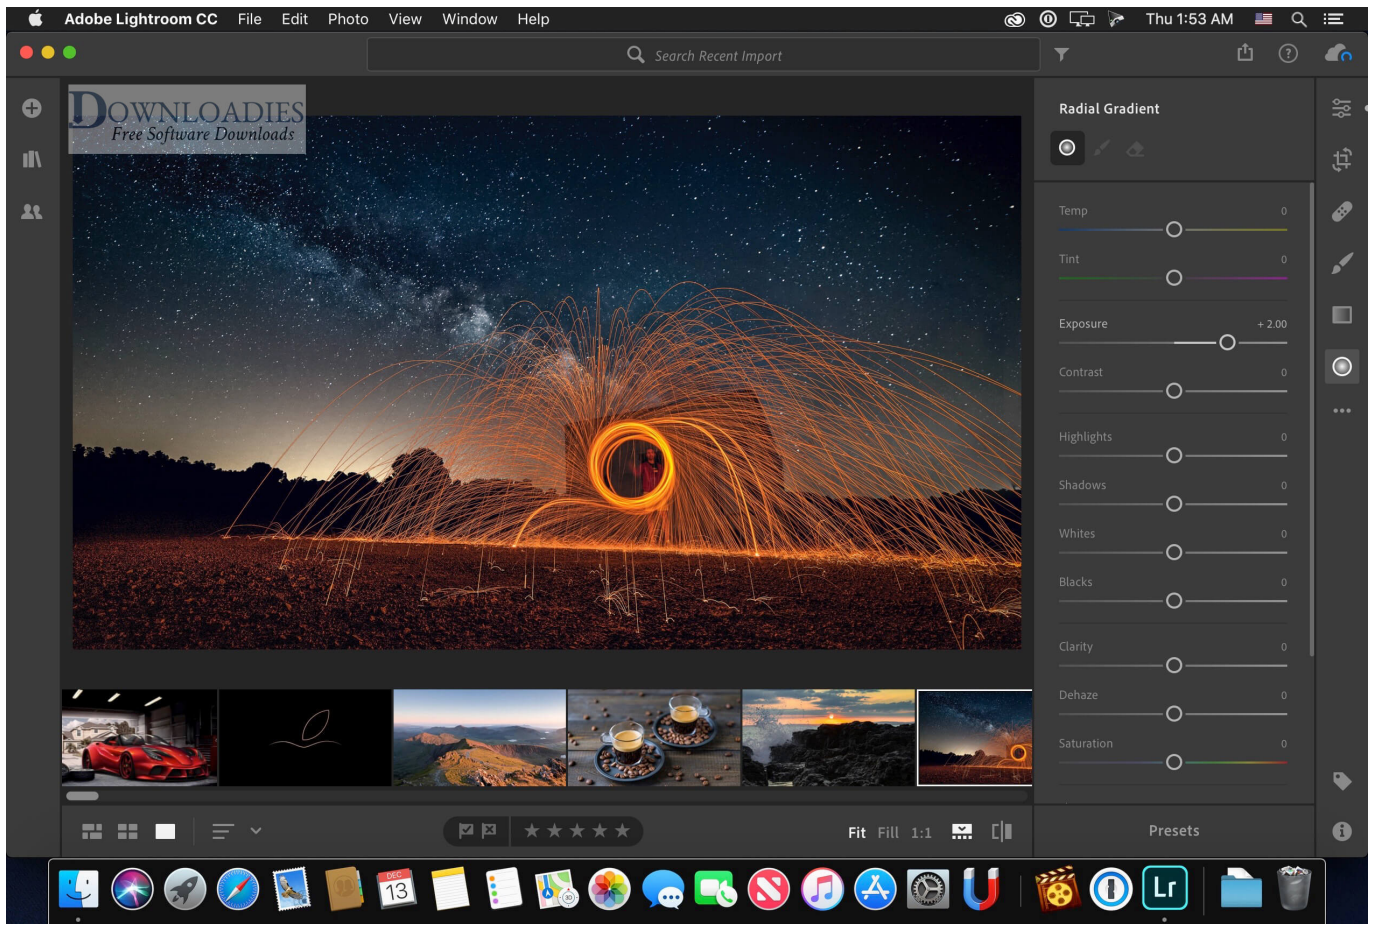 Adobe Lightroom CC File Edit Photo View Window Help Thu 1:53 AM
Search Recent Import
DOWNLOADIES
Free Software Downloads
Radial Gradient
Temp 0
Tint 0
Exposure + 2.00
Contrast 0
Highlights 0
Shadows 0
Whites 0
Blacks 0
Clarity 0
Dehaze 0
Saturation 0
Fit Fill 1:1
Presets
DEC
13
Lr